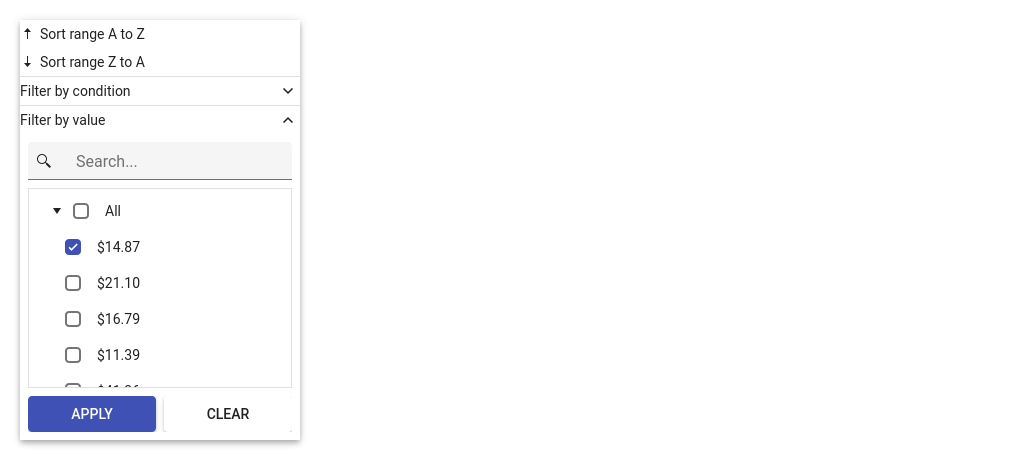 Sort range A to Z
Sort range Z to A
Filter by condition
Filter by value
Search...
All
$14.87
$21.10
$16.79
$11.39
APPLY CLEAR